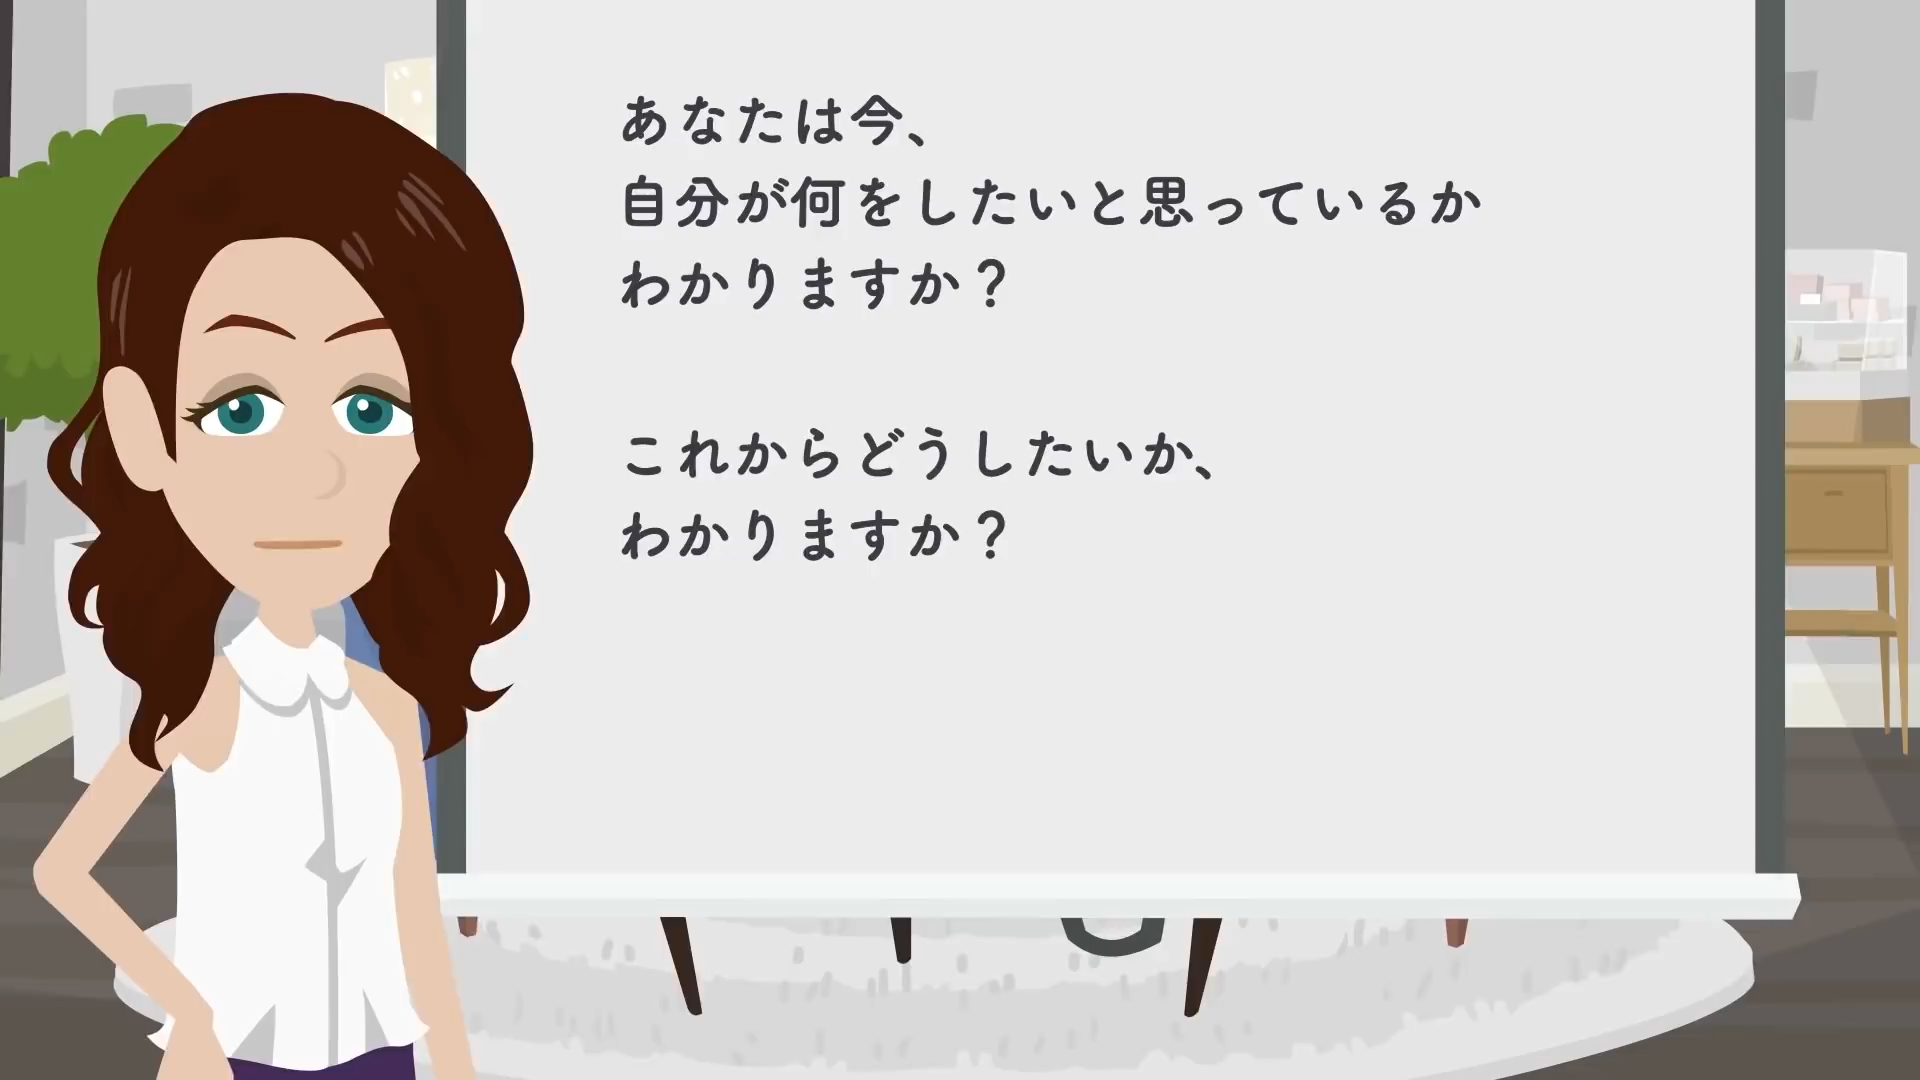 あなたは今、
自分が何をしたいと思っているか
わかりますか？
これからどうしたいか、
わかりますか？